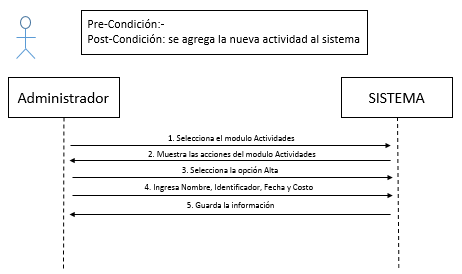 Pre-Condición:-
Post-Condición: se agrega la nueva actividad al sistema
Administrador
SISTEMA
1. Selecciona el modulo Actividades
2. Muestra las acciones del modulo Actividades
3. Selecciona la opción Alta
4. Ingresa Nombre, Identificador, Fecha y Costo
5. Guarda la información